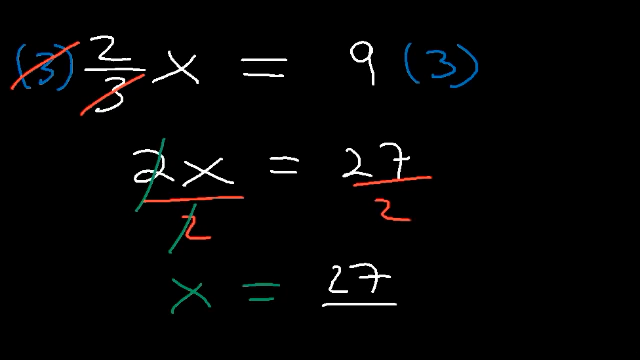 (3) 2/3 x = 9 (3)
2x/2 = 27/2
x = 27/